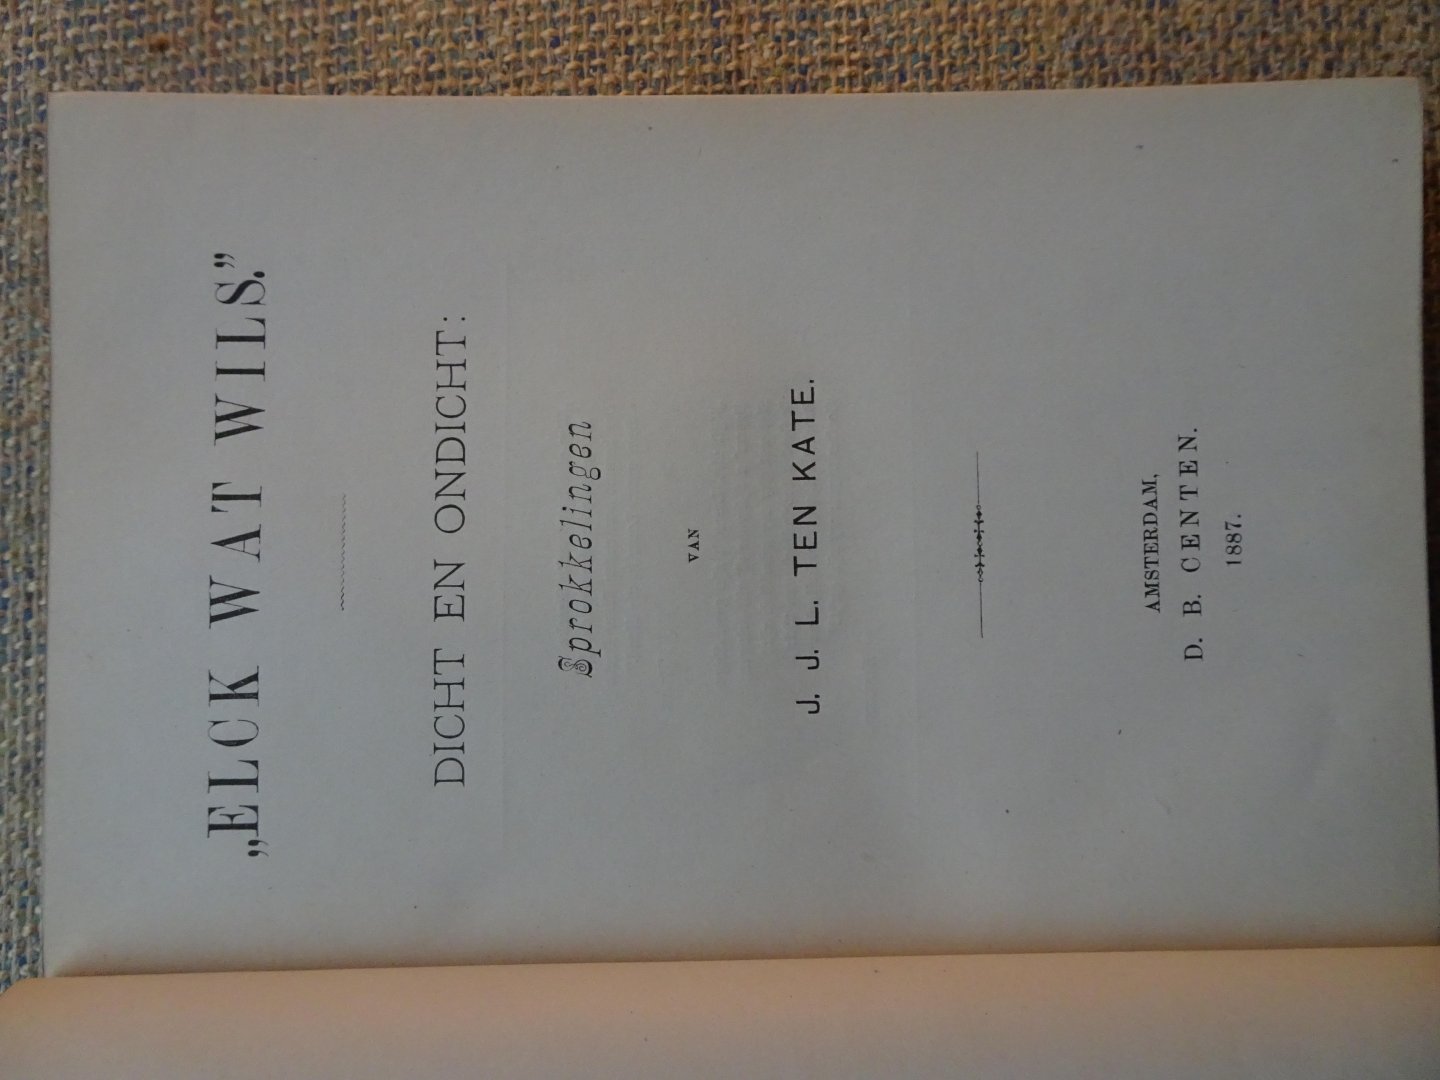 „ELCK WAT WILS.”
DICHT EN ONDICHT:
Sprokkelingen
VAN
J. J. L. TEN KATE.
AMSTERDAM,
D. B. CENTEN.
1887.